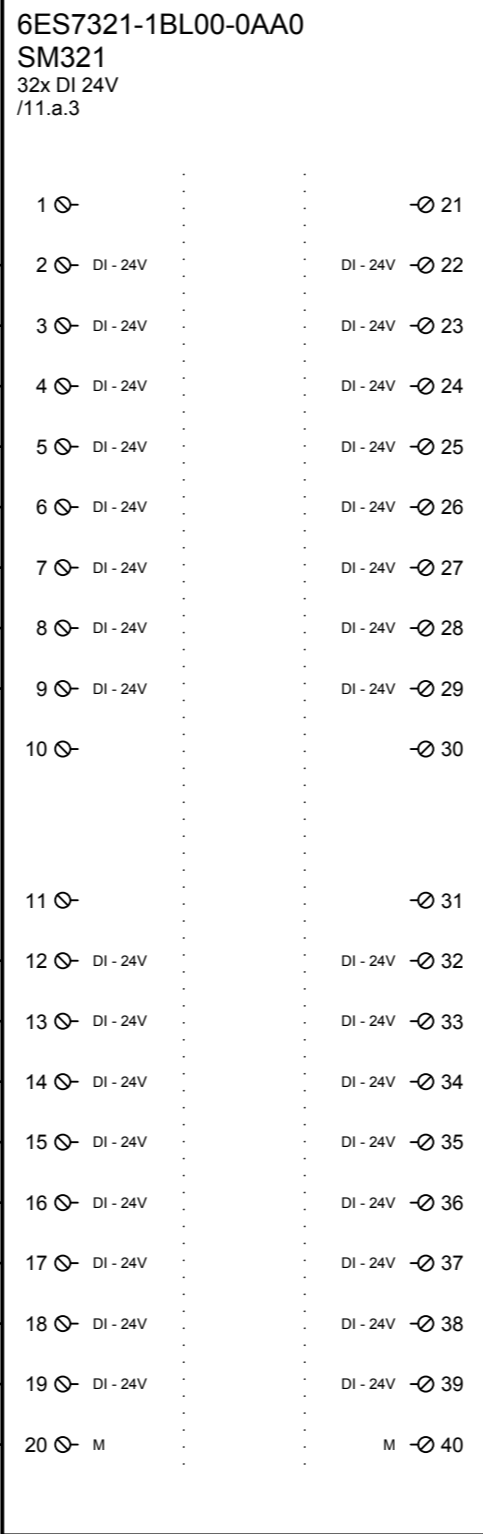 6ES7321-1BL00-0AA0
SM321
32x DI 24V
/11.a.3
1 21
2 DI - 24V DI - 24V 22
3 DI - 24V DI - 24V 23
4 DI - 24V DI - 24V 24
5 DI - 24V DI - 24V 25
6 DI - 24V DI - 24V 26
7 DI - 24V DI - 24V 27
8 DI - 24V DI - 24V 28
9 DI - 24V DI - 24V 29
10 30
11 31
12 DI - 24V DI - 24V 32
13 DI - 24V DI - 24V 33
14 DI - 24V DI - 24V 34
15 DI - 24V DI - 24V 35
16 DI - 24V DI - 24V 36
17 DI - 24V DI - 24V 37
18 DI - 24V DI - 24V 38
19 DI - 24V DI - 24V 39
20 M M 40